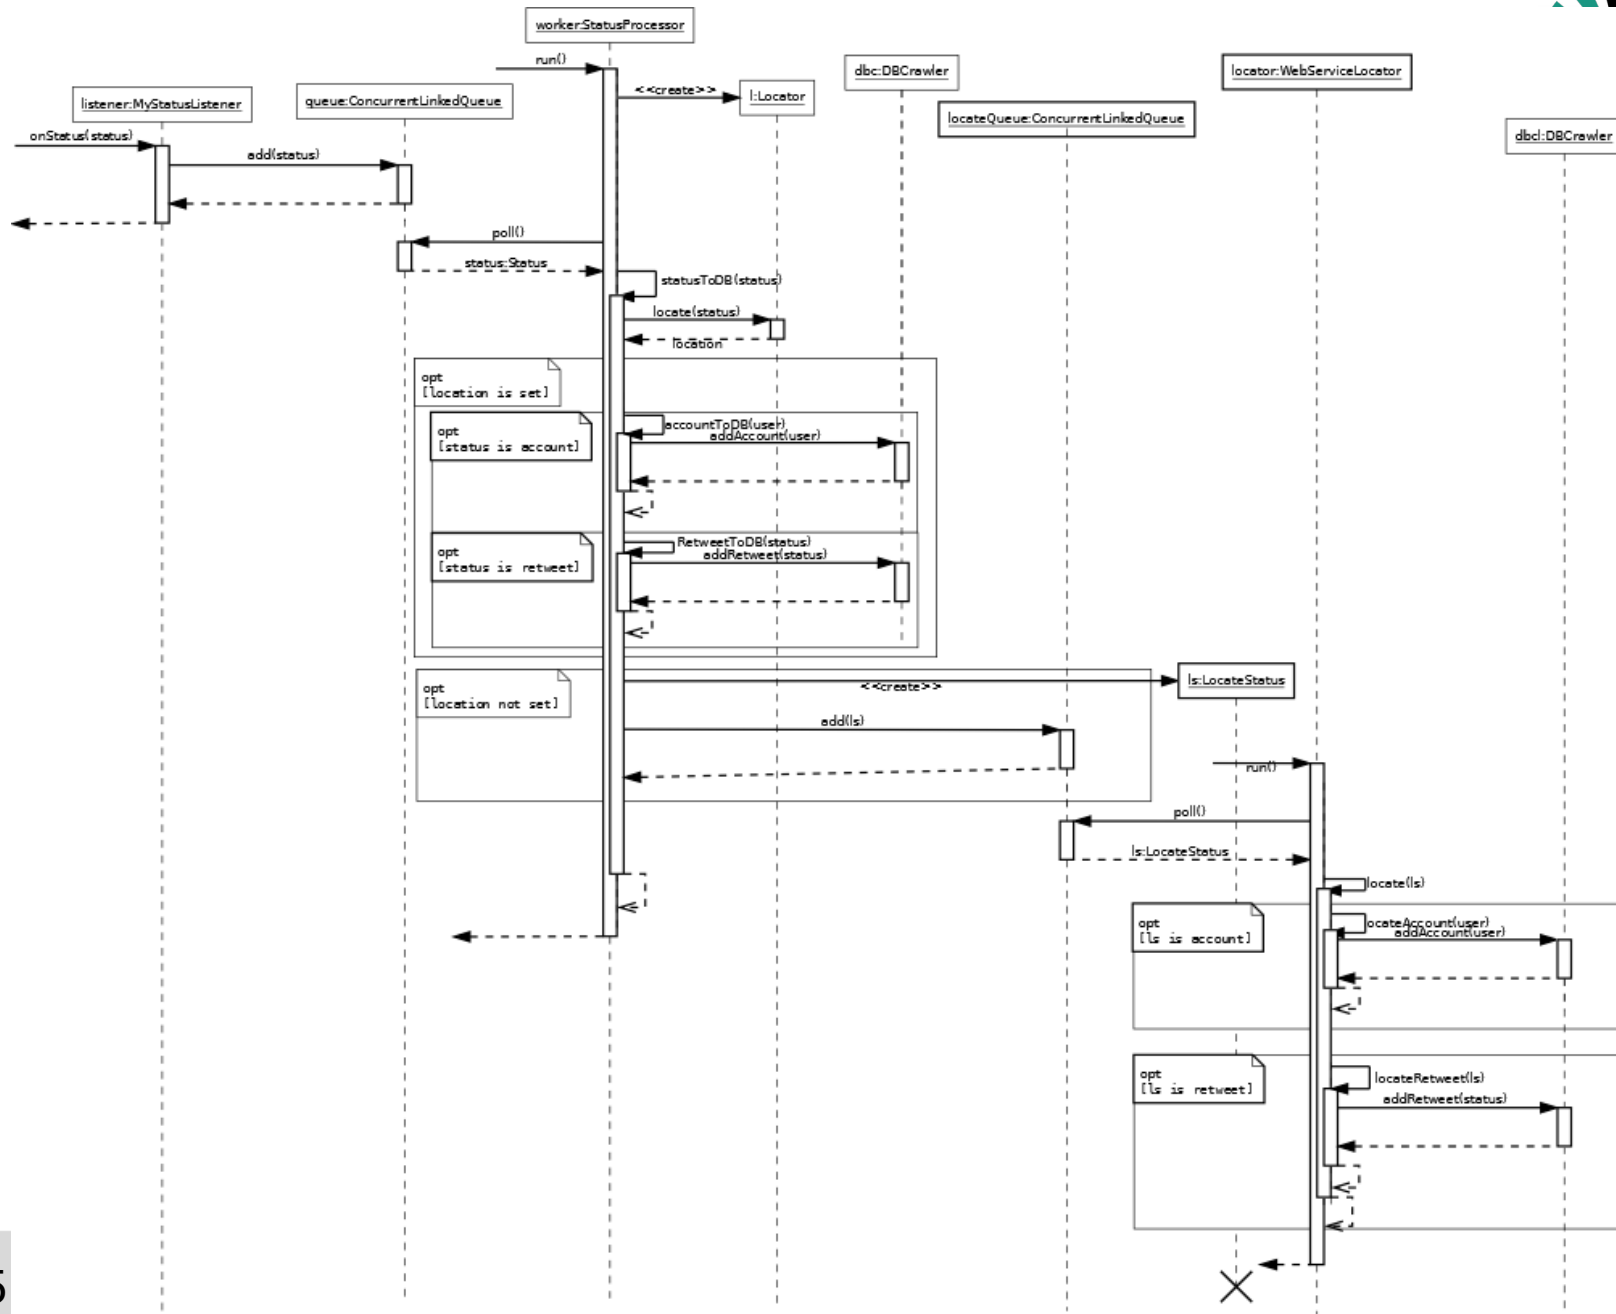 worker:StatusProcessor
run()
dbc:DBCrawler
locator:WebServiceLocator
<<create>>
l:Locator
listener:MyStatusListener
queue:ConcurrentLinkedQueue
locateQueue:ConcurrentLinkedQueue
dbcl:DBCrawler
onStatus(status)
add(status)
poll()
status:Status
statusToDB(status)
locate(status)
location
opt
[location is set]
accountToDB(user)
addAccount(user)
opt
[status is account]
RetweetToDB(status)
addRetweet(status)
opt
[status is retweet]
opt
[location not set]
<<create>>
ls:LocateStatus
add(ls)
run()
poll()
ls:LocateStatus
locate(ls)
opt
[ls is account]
ocateAccount(user)
addAccount(user)
opt
[ls is retweet]
locateRetweet(ls)
addRetweet(status)